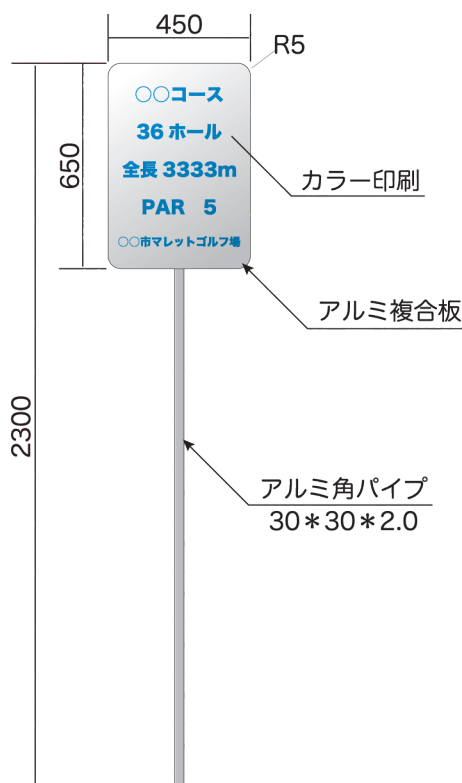 450
R5
650
2300
○○コース
36 ホール
全長 3333m
PAR 5
○○市マレットゴルフ場
カラー印刷
アルミ複合板
アルミ角パイプ
30*30*2.0